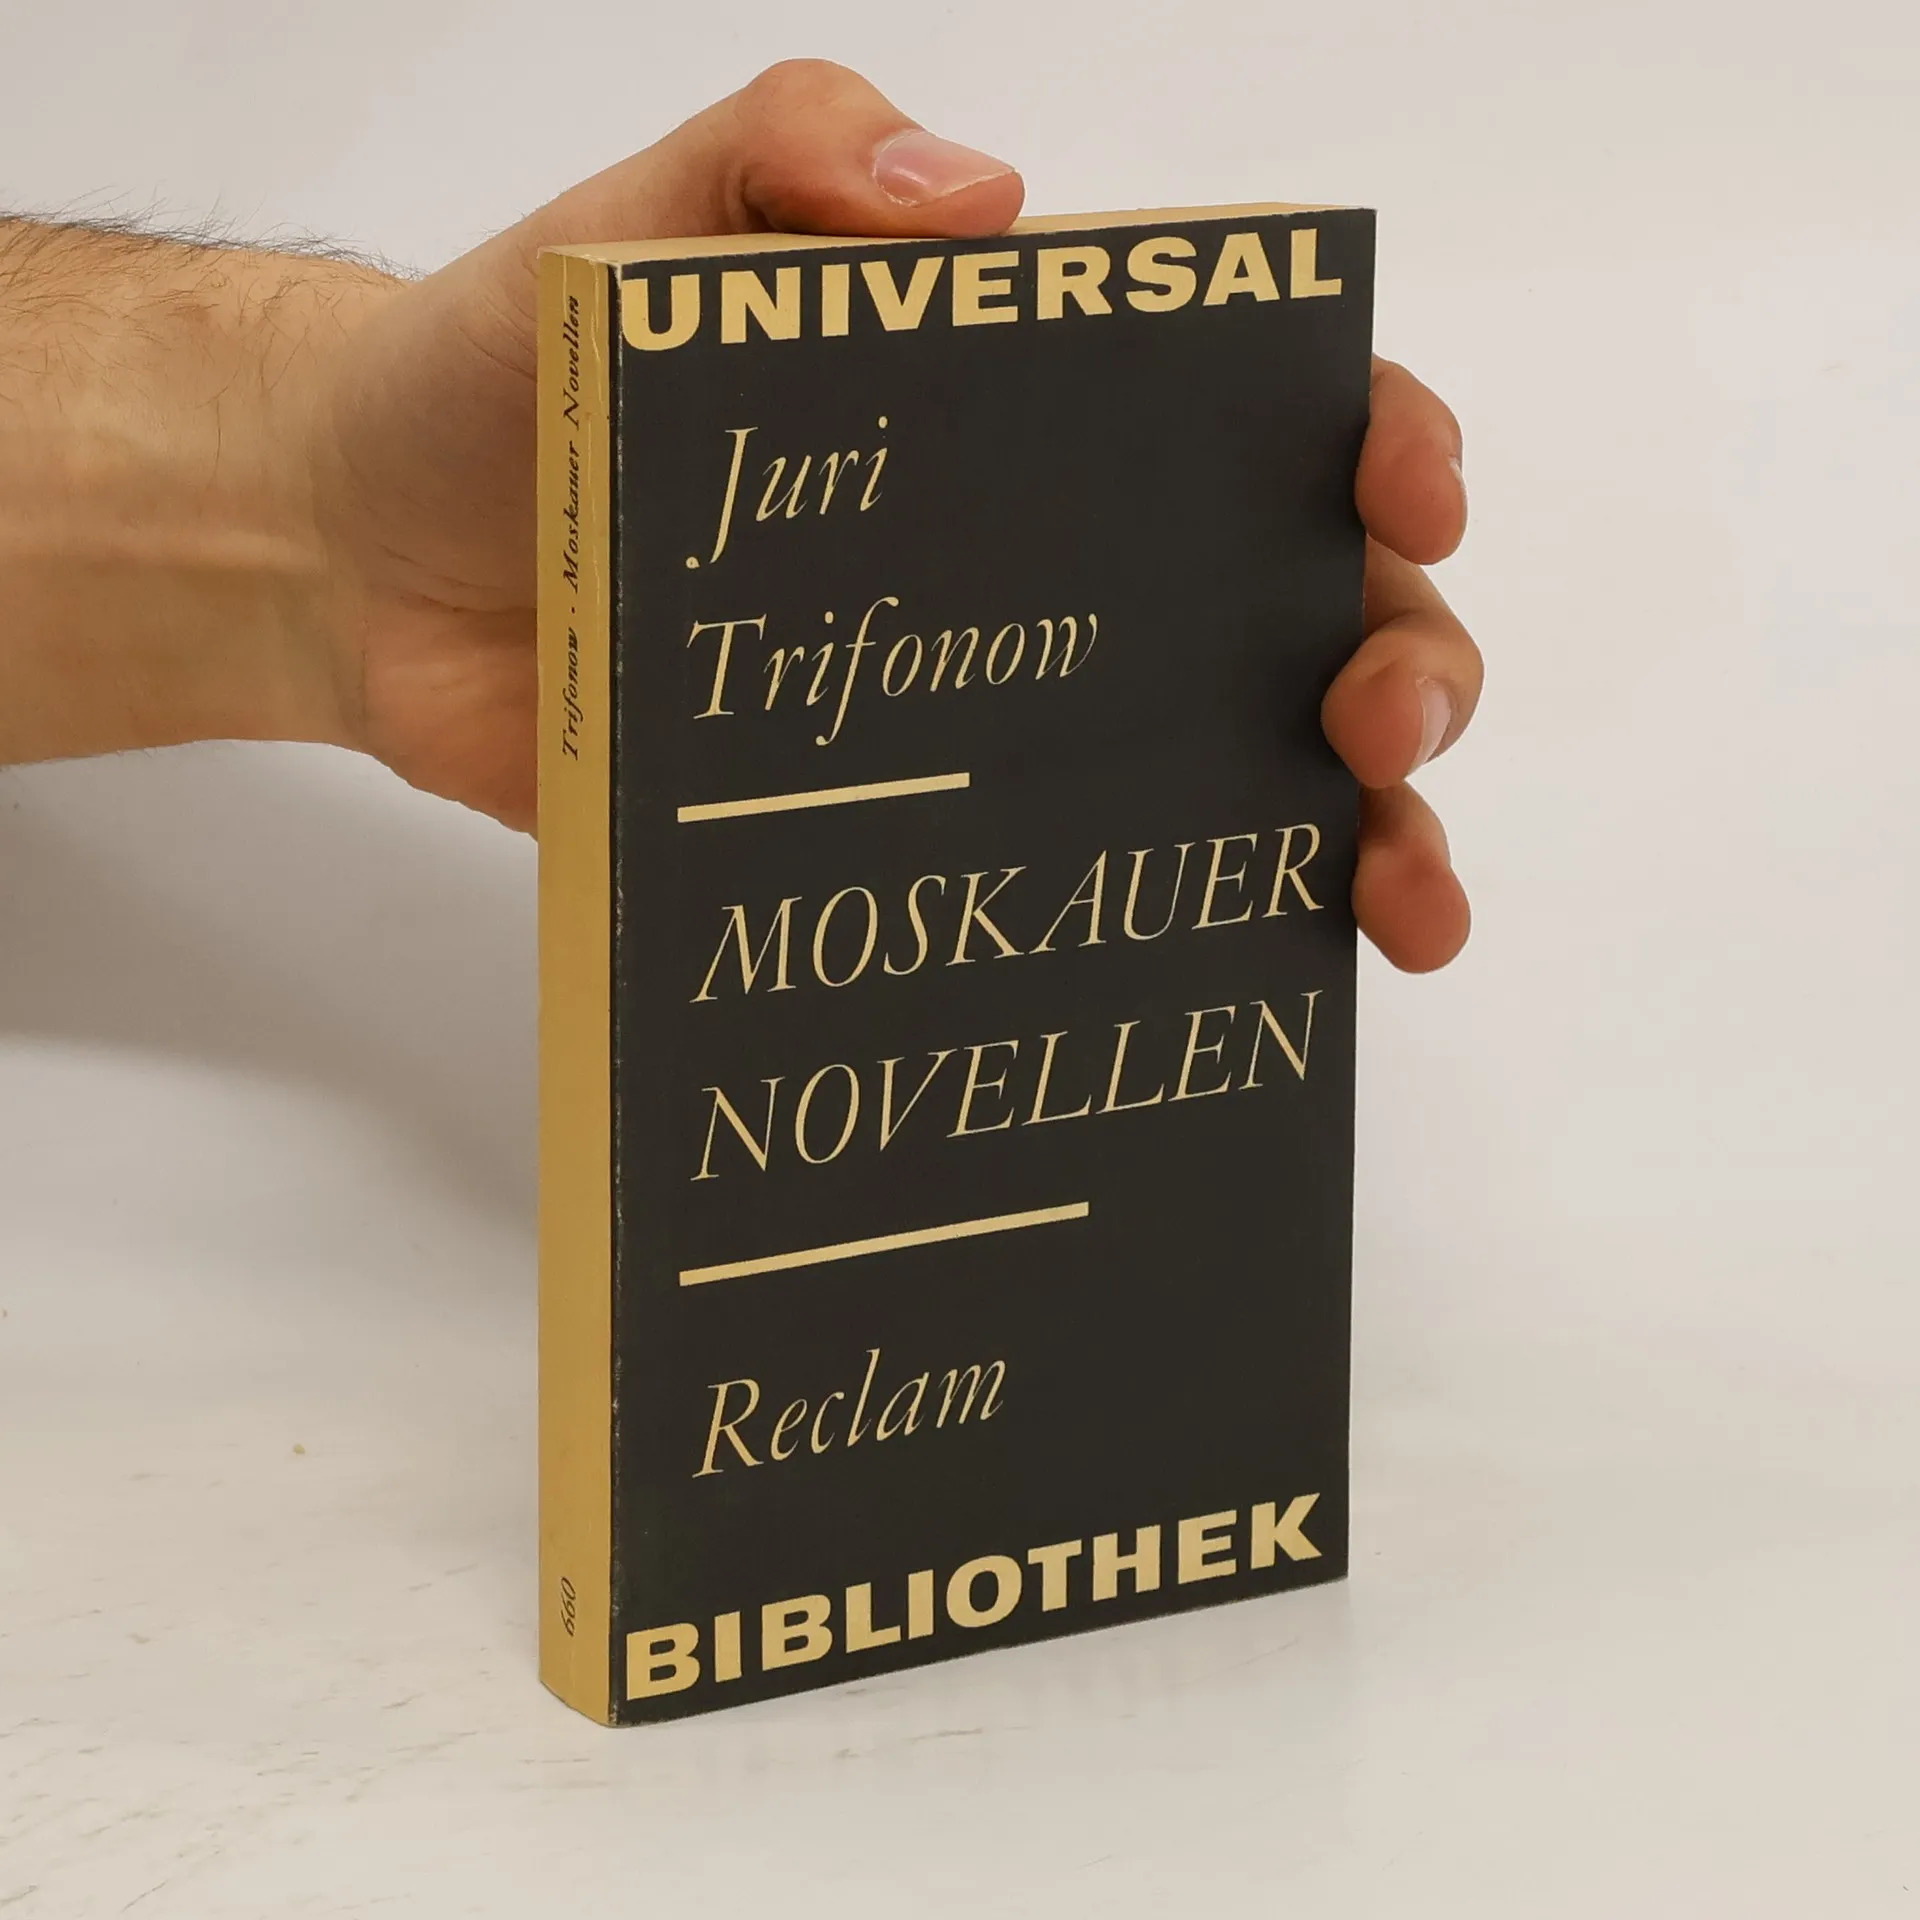 UNIVERSAL
Juri
Trifonow
MOSKAUER
NOVELLEN
Reclam
BIBLIOTHEK
Trifonow · Moskauer Novellen
660